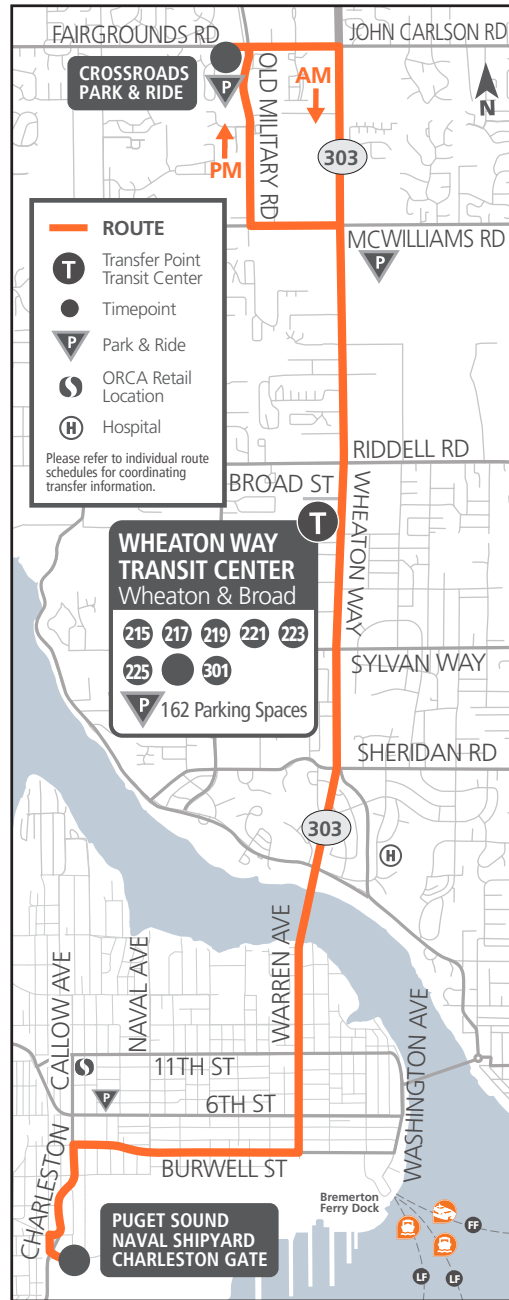 FAIRGROUNDS RD
JOHN CARLSON RD
CROSSROADS
PARK & RIDE
P
OLD MILITARY RD
AM
N
PM
303
MCWILLIAMS RD
P
ROUTE
T
Transfer Point
Transit Center
Timepoint
P
Park & Ride
S
ORCA Retail
Location
H
Hospital
Please refer to individual route
schedules for coordinating
transfer information.
RIDDELL RD
BROAD ST
T
WHEATON WAY
WHEATON WAY
TRANSIT CENTER
Wheaton & Broad
215 217 219 221 223
225 301
P 162 Parking Spaces
SYLVAN WAY
SHERIDAN RD
303
H
WARREN AVE
NAVAL AVE
CALLOW AVE
WASHINGTON AVE
S
11TH ST
P
6TH ST
CHARLESTON
BURWELL ST
Bremerton
Ferry Dock
PUGET SOUND
NAVAL SHIPYARD
CHARLESTON GATE
FF
LF
LF